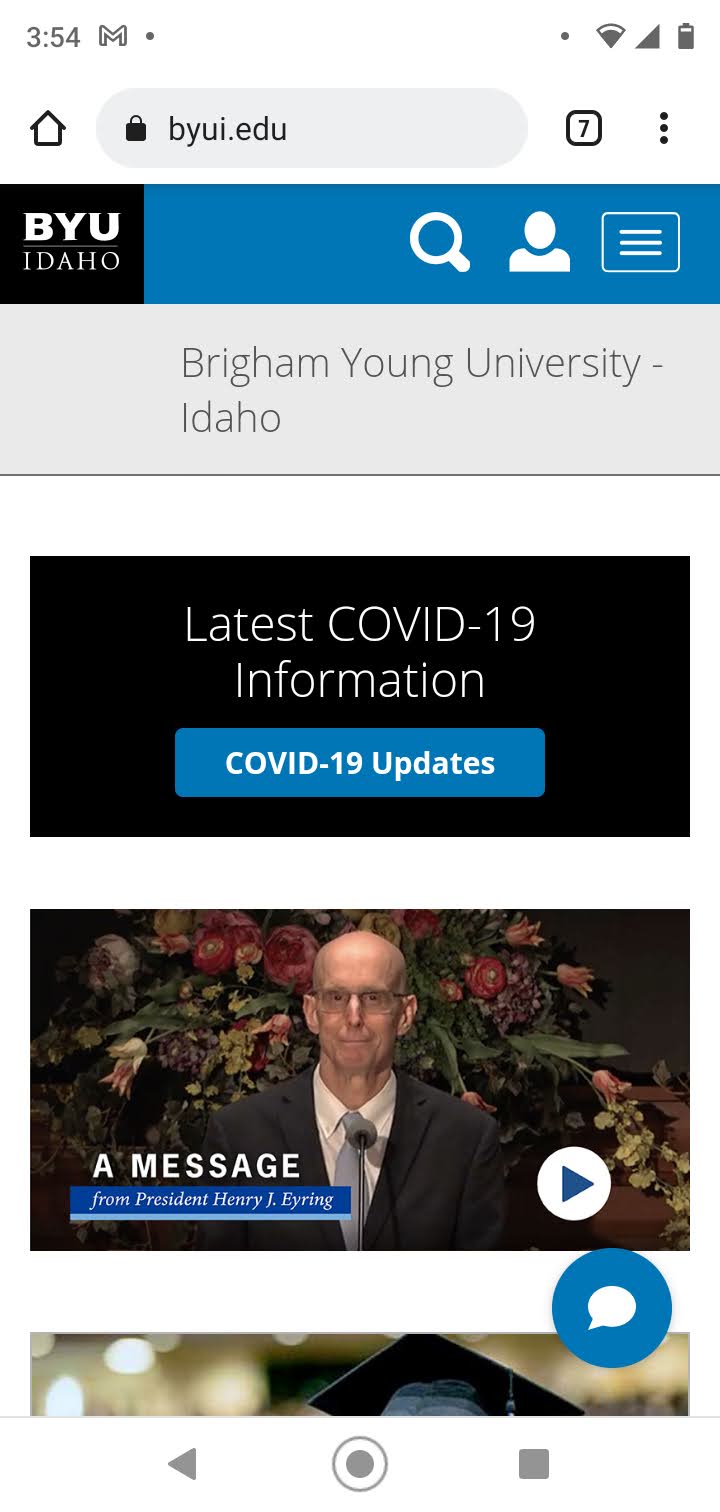 3:54
byui.edu
7
BYU
IDAHO
Brigham Young University -
Idaho
Latest COVID-19
Information
COVID-19 Updates
A MESSAGE
from President Henry J. Eyring